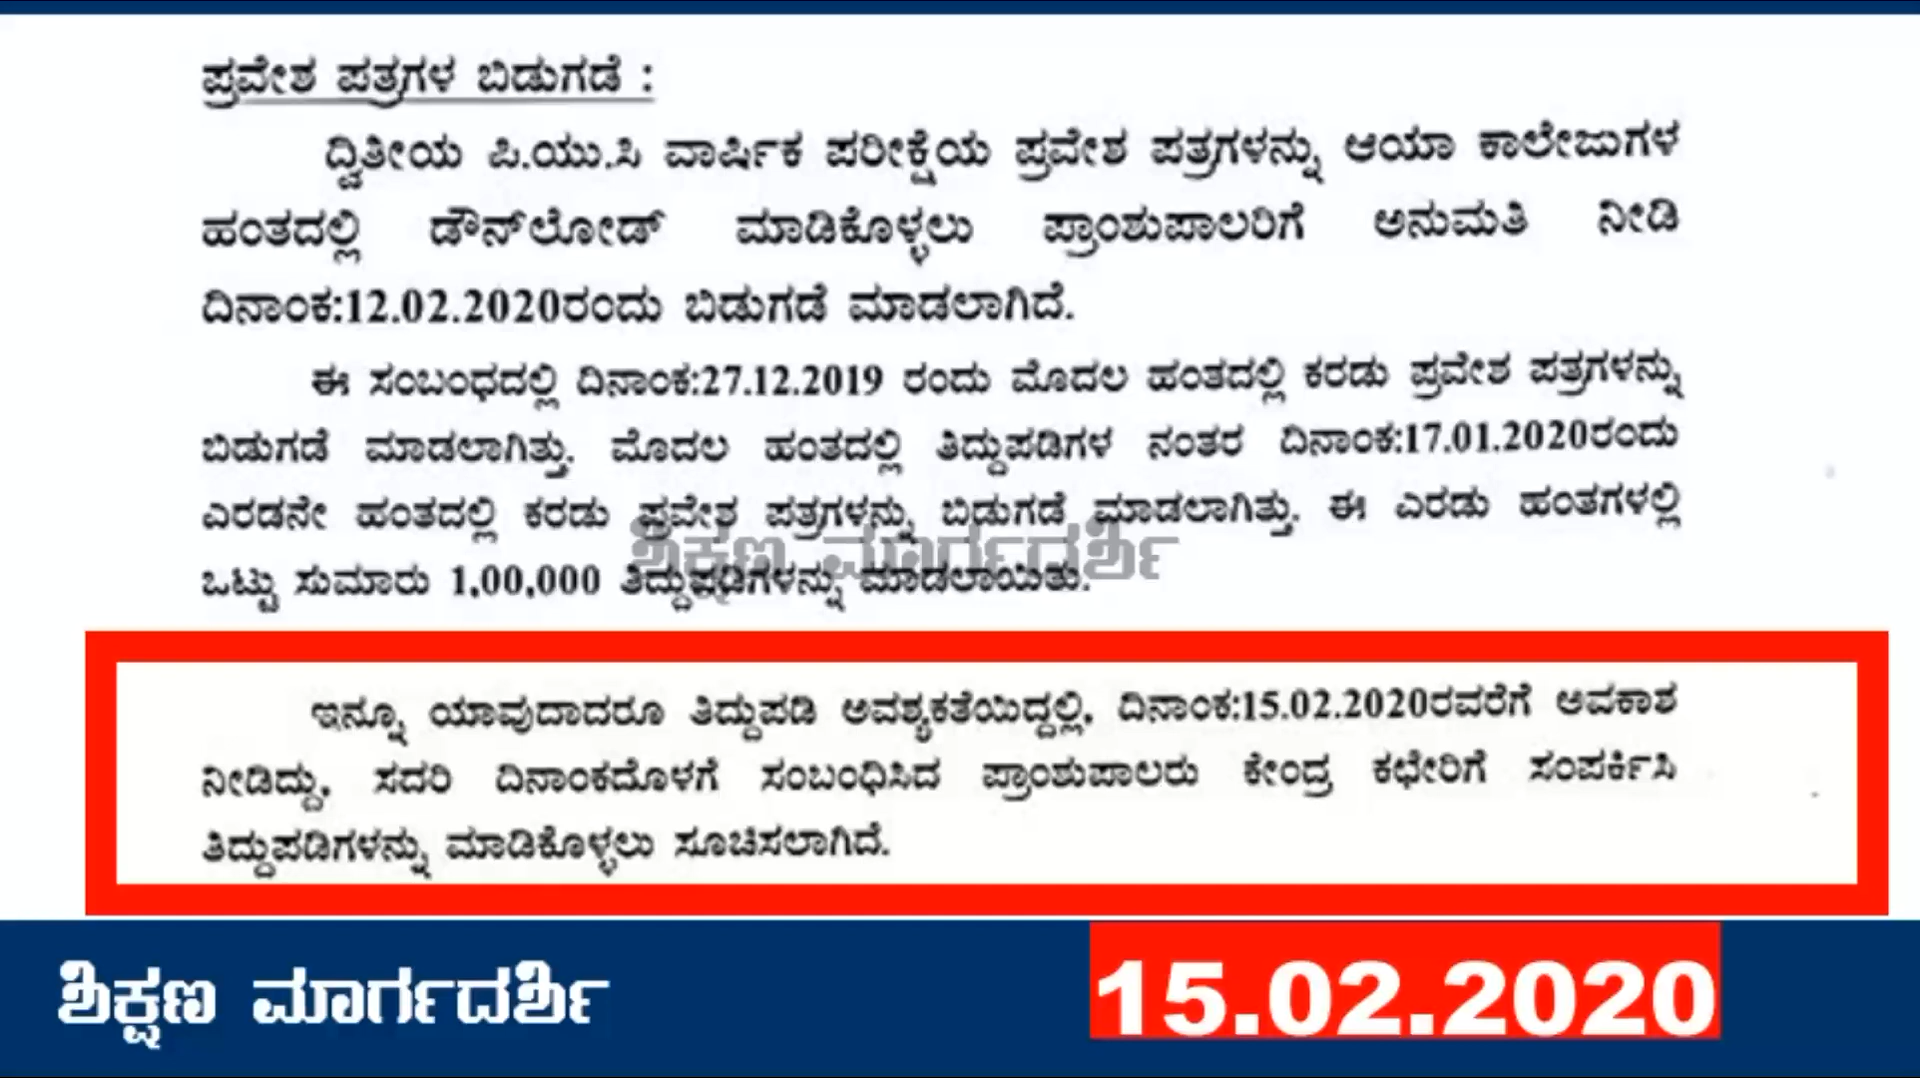 ಪ್ರವೇಶ ಪತ್ರಗಳ ಬಿಡುಗಡೆ :
ದ್ವಿತೀಯ ಪಿ.ಯು.ಸಿ ವಾರ್ಷಿಕ ಪರೀಕ್ಷೆಯ ಪ್ರವೇಶ ಪತ್ರಗಳನ್ನು ಆಯಾ ಕಾಲೇಜುಗಳ
ಹಂತದಲ್ಲಿ ಡೌನ್‌ಲೋಡ್ ಮಾಡಿಕೊಳ್ಳಲು ಪ್ರಾಂಶುಪಾಲರಿಗೆ ಅನುಮತಿ ನೀಡಿ
ದಿನಾಂಕ:12.02.2020ರಂದು ಬಿಡುಗಡೆ ಮಾಡಲಾಗಿದೆ.
ಈ ಸಂಬಂಧದಲ್ಲಿ ದಿನಾಂಕ:27.12.2019 ರಂದು ಮೊದಲ ಹಂತದಲ್ಲಿ ಕರಡು ಪ್ರವೇಶ ಪತ್ರಗಳನ್ನು
ಬಿಡುಗಡೆ ಮಾಡಲಾಗಿತ್ತು. ಮೊದಲ ಹಂತದಲ್ಲಿ ತಿದ್ದುಪಡಿಗಳ ನಂತರ ದಿನಾಂಕ:17.01.2020ರಂದು
ಎರಡನೇ ಹಂತದಲ್ಲಿ ಕರಡು ಪ್ರವೇಶ ಪತ್ರಗಳನ್ನು ಬಿಡುಗಡೆ ಮಾಡಲಾಗಿತ್ತು. ಈ ಎರಡು ಹಂತಗಳಲ್ಲಿ
ಶಿಕ್ಷಣ ಮಾರ್ಗದರ್ಶಿ
ಒಟ್ಟು ಸುಮಾರು 1,00,000 ತಿದ್ದುಪಡಿಗಳನ್ನು ಮಾಡಲಾಯಿತು.
ಇನ್ನೂ ಯಾವುದಾದರೂ ತಿದ್ದುಪಡಿ ಅವಶ್ಯಕತೆಯಿದ್ದಲ್ಲಿ, ದಿನಾಂಕ:15.02.2020ರವರೆಗೆ ಅವಕಾಶ
ನೀಡಿದ್ದು, ಸದರಿ ದಿನಾಂಕದೊಳಗೆ ಸಂಬಂಧಿಸಿದ ಪ್ರಾಂಶುಪಾಲರು ಕೇಂದ್ರ ಕಛೇರಿಗೆ ಸಂಪರ್ಕಿಸಿ
ತಿದ್ದುಪಡಿಗಳನ್ನು ಮಾಡಿಕೊಳ್ಳಲು ಸೂಚಿಸಲಾಗಿದೆ.
ಶಿಕ್ಷಣ ಮಾರ್ಗದರ್ಶಿ
15.02.2020